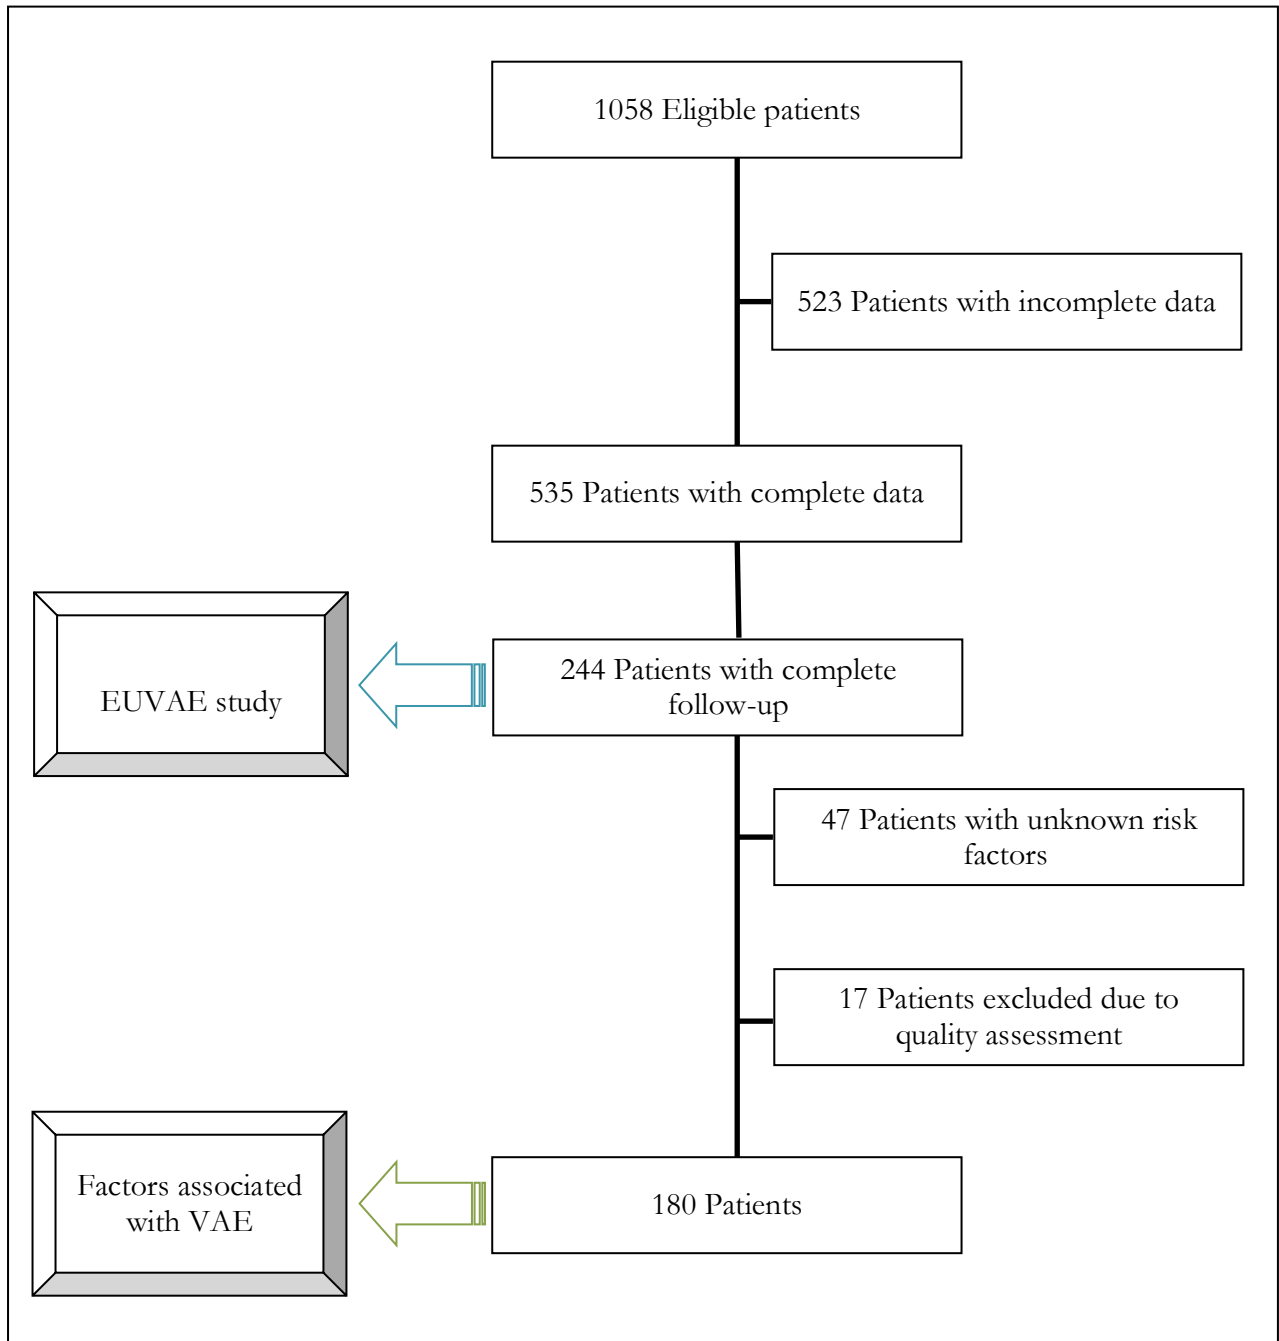 1058 Eligible patients
523 Patients with incomplete data
535 Patients with complete data
EUVAE study
244 Patients with complete
follow-up
47 Patients with unknown risk
factors
17 Patients excluded due to
quality assessment
Factors associated
with VAE
180 Patients